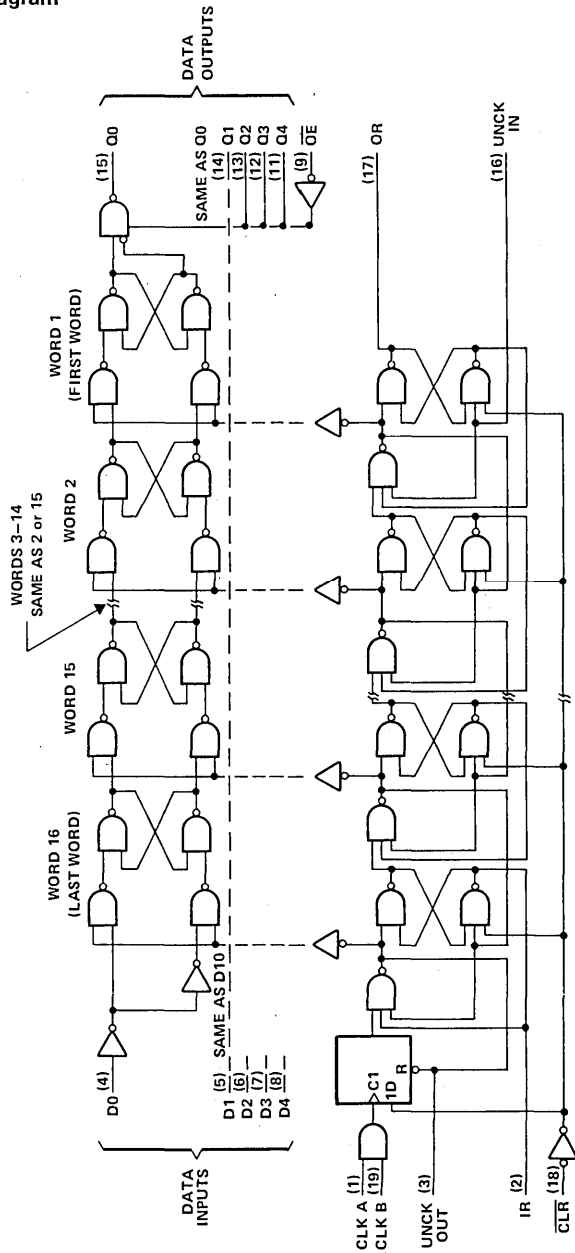 agram
WORDS 3–14
SAME AS 2 or 15
WORD 16
(LAST WORD)
WORD 15
WORD 2
WORD 1
(FIRST WORD)
DATA
INPUTS
D0 (4)
D1 (5) SAME AS D10
D2 (6)
D3 (7)
D4 (8)
DATA
OUTPUTS
(15) Q0
SAME AS Q0
(14) Q1
(13) Q2
(12) Q3
(11) Q4
(9) OE
CLK A (1)
CLK B (19)
C1
1D
R
UNCK
OUT (3)
IR (2)
CLR (18)
(17) OR
(16) UNCK
IN